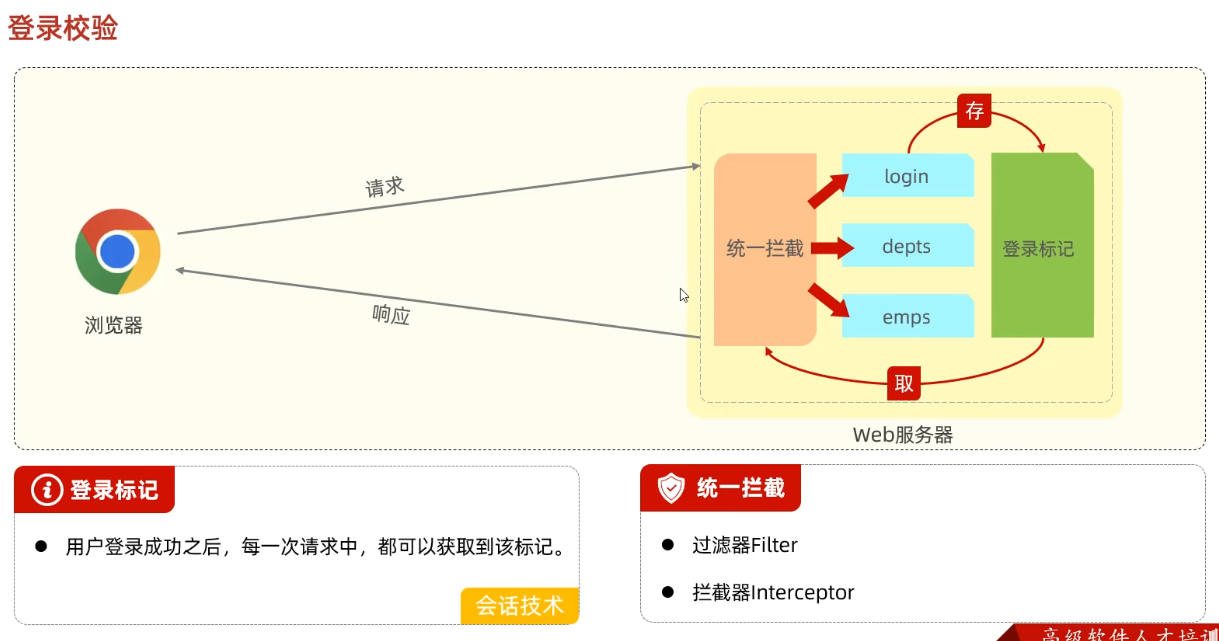 登录校验
存
请求
login
统一拦截
depts
登录标记
响应
浏览器
emps
取
Web服务器
登录标记
用户登录成功之后，每一次请求中，都可以获取到该标记。
会话技术
统一拦截
过滤器Filter
拦截器Interceptor
高级软件人才培训